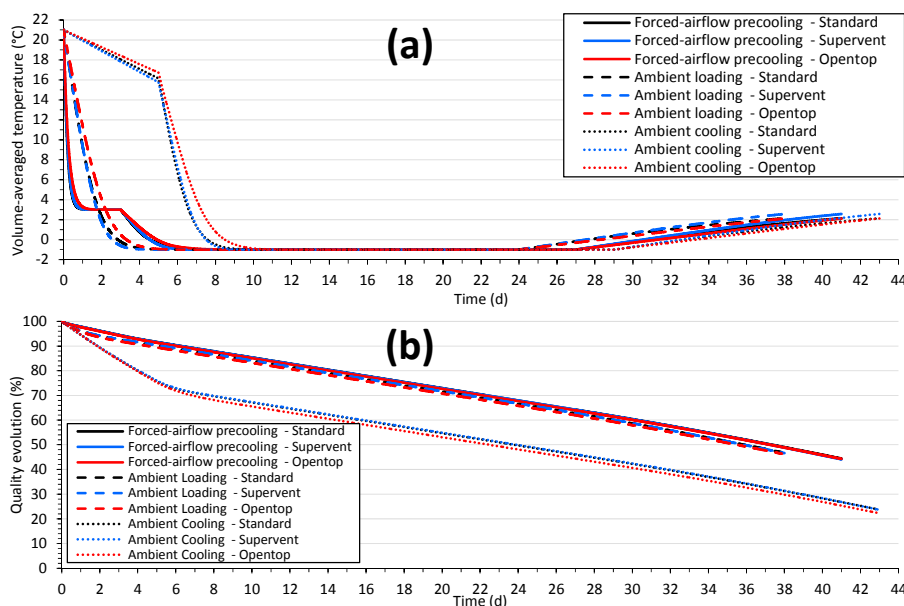 (a)
Volume-averaged temperature (°C)
22
20
18
16
14
12
10
8
6
4
2
0
-2
Forced-airflow precooling - Standard
Forced-airflow precooling - Supervent
Forced-airflow precooling - Opentop
Ambient loading - Standard
Ambient loading - Supervent
Ambient loading - Opentop
Ambient cooling - Standard
Ambient cooling - Supervent
Ambient cooling - Opentop
0 2 4 6 8 10 12 14 16 18 20 22 24 26 28 30 32 34 36 38 40 42 44
Time (d)
(b)
Quality evolution (%)
100
90
80
70
60
50
40
30
20
10
0
Forced-airflow precooling - Standard
Forced-airflow precooling - Supervent
Forced-airflow precooling - Opentop
Ambient Loading - Standard
Ambient Loading - Supervent
Ambient Loading - Opentop
Ambient Cooling - Standard
Ambient Cooling - Supervent
Ambient Cooling - Opentop
0 2 4 6 8 10 12 14 16 18 20 22 24 26 28 30 32 34 36 38 40 42 44
Time (d)